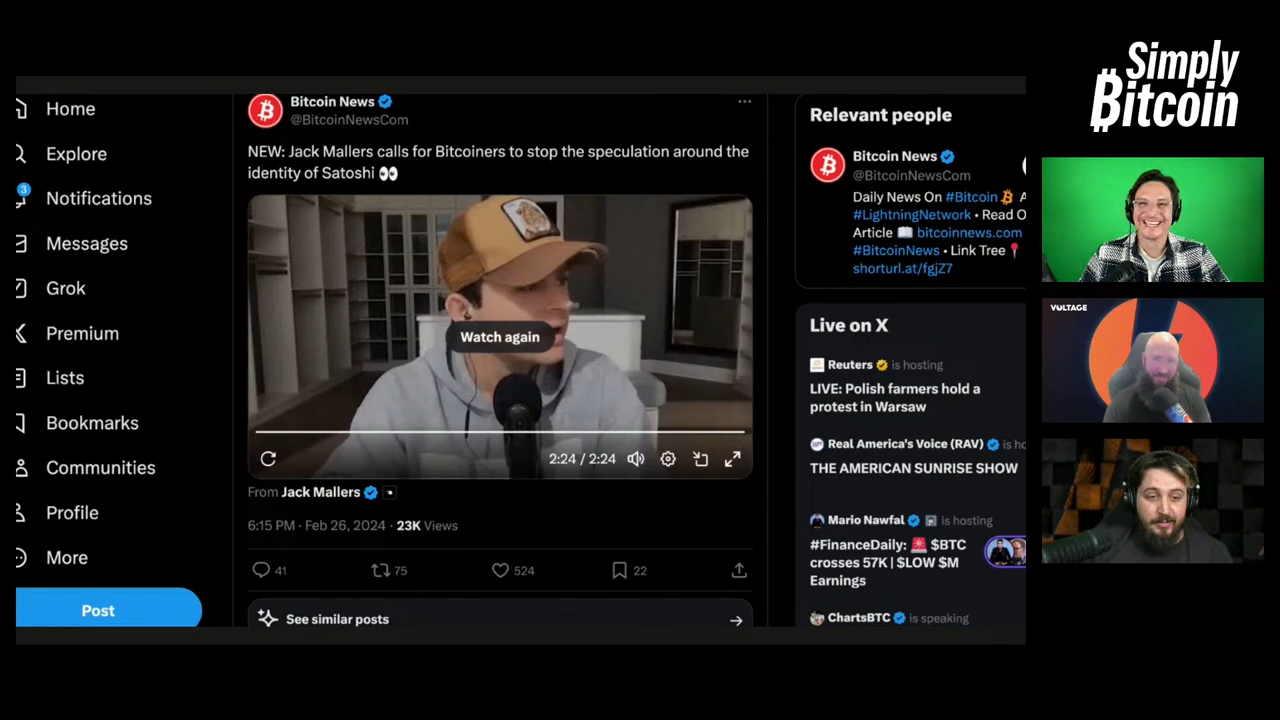 Simply
Bitcoin
Home
Explore
3
Notifications
Messages
Grok
Premium
Lists
Bookmarks
Communities
Profile
More
Post
Bitcoin News
@BitcoinNewsCom
NEW: Jack Mallers calls for Bitcoiners to stop the speculation around the
identity of Satoshi 👀
Watch again
2:24 / 2:24
From Jack Mallers
6:15 PM · Feb 26, 2024 · 23K Views
41 75 524 22
See similar posts
Relevant people
Bitcoin News
@BitcoinNewsCom
Daily News On #Bitcoin A
#LightningNetwork • Read O
Article 📖 bitcoinnews.com
#BitcoinNews • Link Tree 📍
shorturl.at/fgjZ7
Live on X
Reuters is hosting
LIVE: Polish farmers hold a
protest in Warsaw
Real America's Voice (RAV) is ho
THE AMERICAN SUNRISE SHOW
Mario Nawfal is hosting
#FinanceDaily: 🚨 $BTC
crosses 57K | $LOW $M
Earnings
ChartsBTC is speaking
VOLTAGE